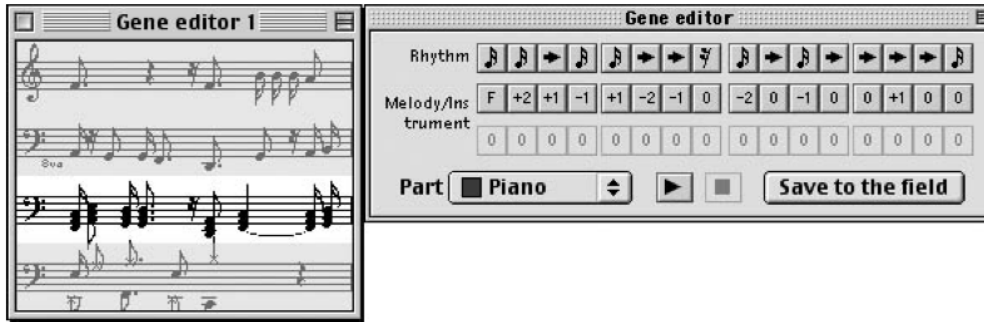 Gene editor 1
8va
Gene editor
Rhythm
Melody/Ins
trument
F +2 +1 -1 +1 -2 -1 0 -2 0 -1 0 0 +1 0 0
0 0 0 0 0 0 0 0 0 0 0 0 0 0 0 0
Part Piano
Save to the field